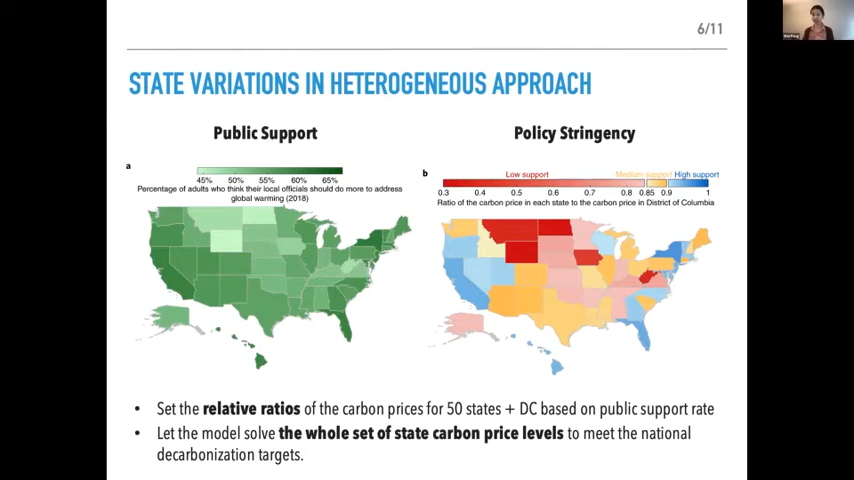 6/11
STATE VARIATIONS IN HETEROGENEOUS APPROACH
Public Support
Policy Stringency
a
45% 50% 55% 60% 65%
Percentage of adults who think their local officials should do more to address
global warming (2018)
b
Low support Medium support High support
0.3 0.4 0.5 0.6 0.7 0.8 0.85 0.9 1
Ratio of the carbon price in each state to the carbon price in District of Columbia
• Set the relative ratios of the carbon prices for 50 states + DC based on public support rate
• Let the model solve the whole set of state carbon price levels to meet the national
decarbonization targets.